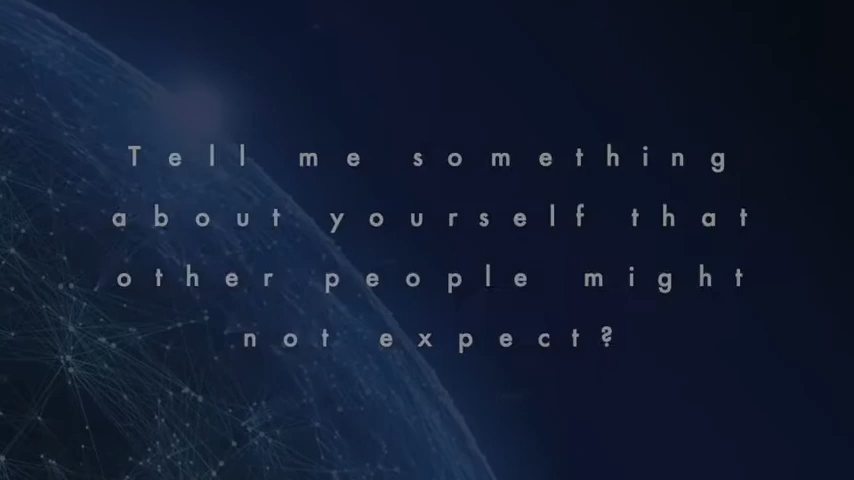 Tell me something
about yourself that
other people might
not expect?